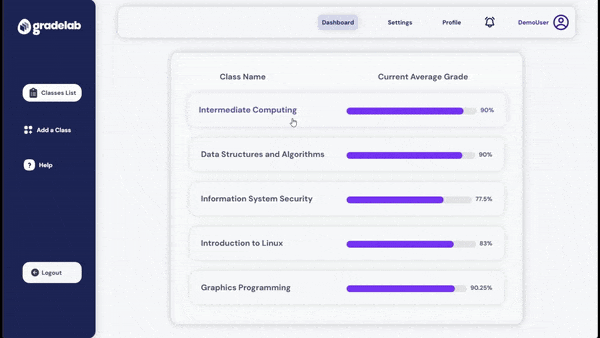 gradelab
Dashboard
Settings
Profile
DemoUser
Classes List
Add a Class
? Help
Logout
Class Name
Current Average Grade
Intermediate Computing
90%
Data Structures and Algorithms
90%
Information System Security
77.5%
Introduction to Linux
83%
Graphics Programming
90.25%